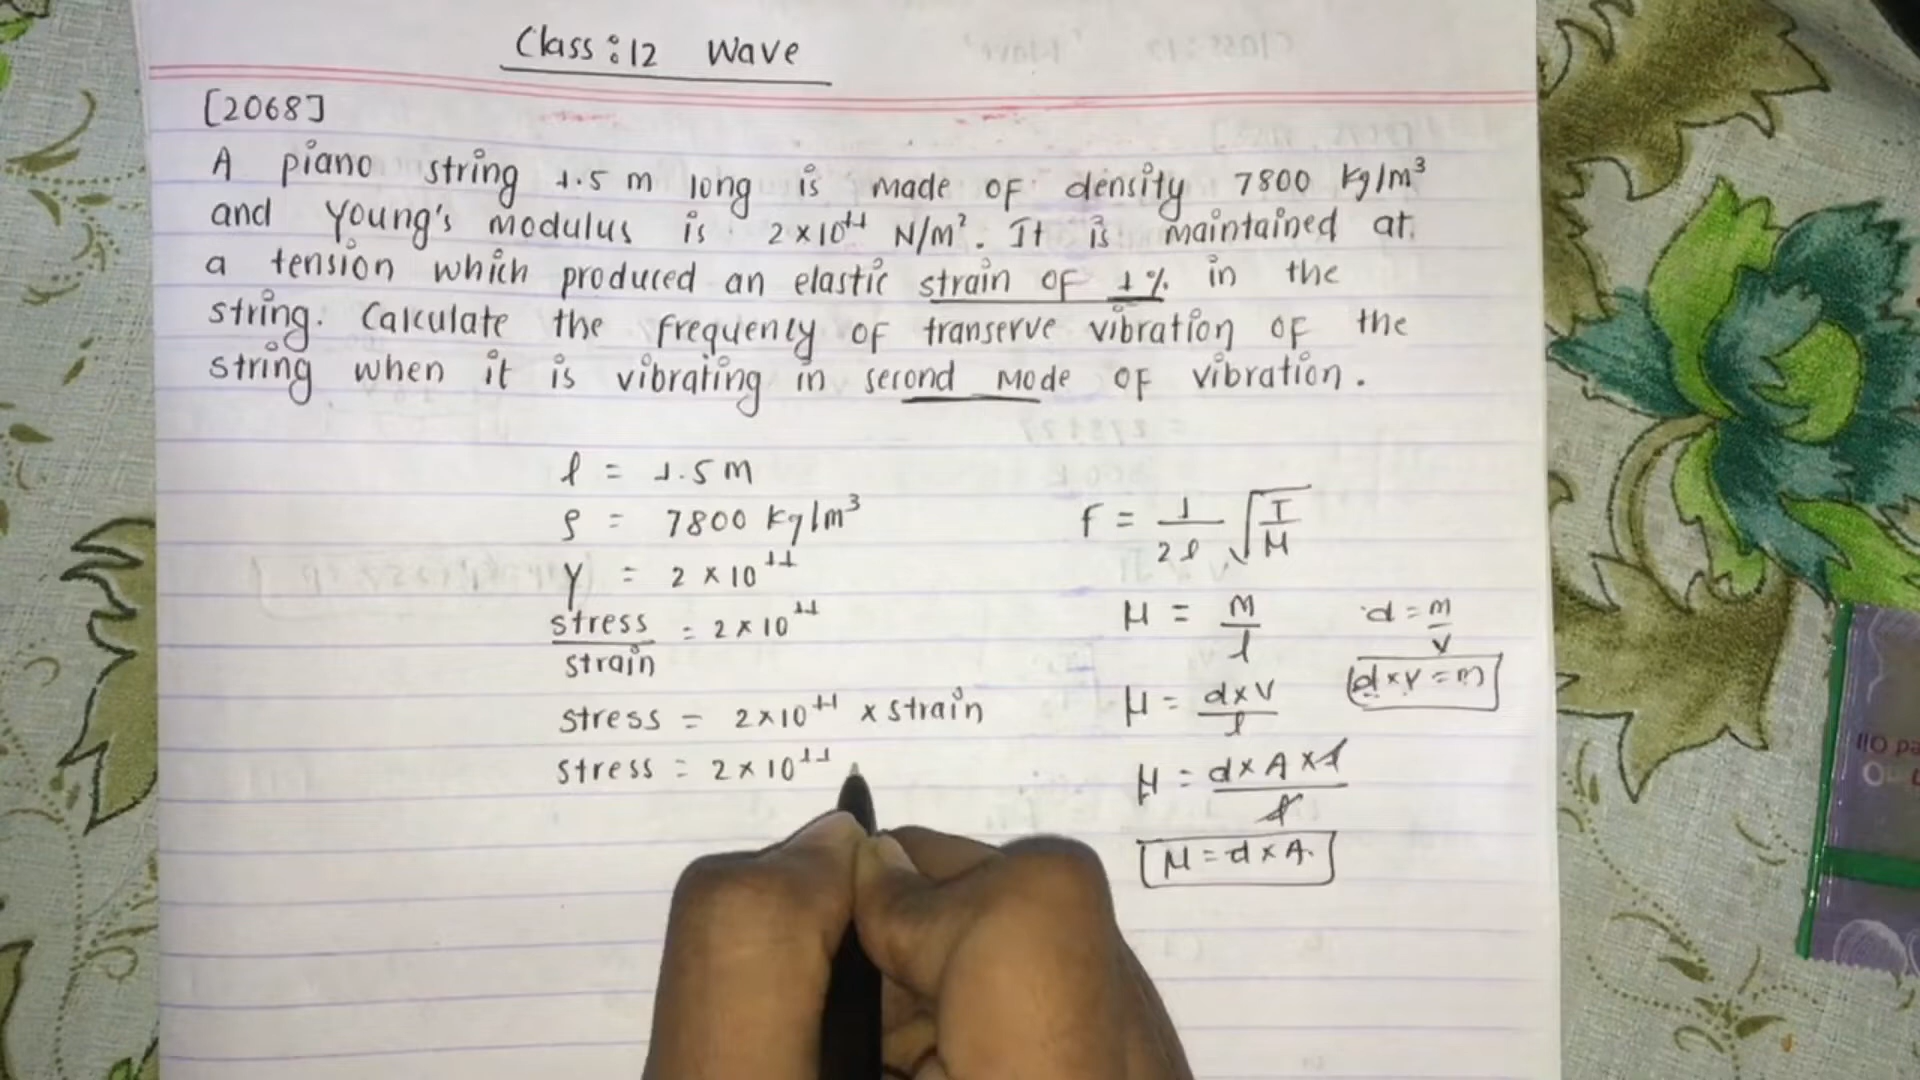 Class:12 Wave
[2068]
A piano string 1.5 m long is made of density 7800 kg/m³
and Young's modulus is 2×10¹¹ N/m². It is maintained at
a tension which produced an elastic strain of 1% in the
string. Calculate the frequency of transerve vibration of the
string when it is vibrating in second mode of vibration.
l = 1.5 m
ρ = 7800 kg/m³
Y = 2×10¹¹
stress/strain = 2×10¹¹
stress = 2×10¹¹ × strain
stress = 2×10¹¹
f = 1/2l √T/μ
μ = m/l
d = m/v
d×v = m
μ = d×V/l
μ = d×A×l/l
μ = d×A.